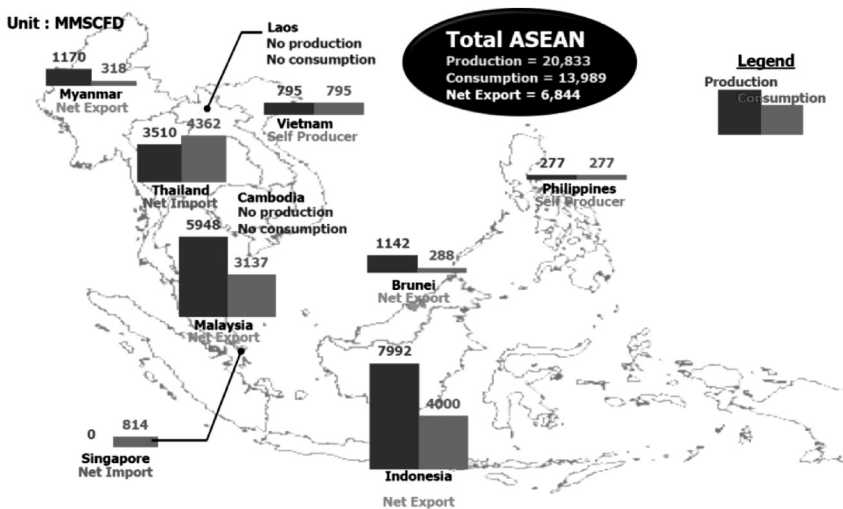 Unit : MMSCFD
Laos
No production
No consumption
Total ASEAN
Production = 20,833
Consumption = 13,989
Net Export = 6,844
Legend
Production
Consumption
1170 318
Myanmar
Net Export
795 795
Vietnam
Self Producer
3510 4362
Thailand
Net Import
277 277
Philippines
Self Producer
Cambodia
No production
No consumption
5948 3137
Malaysia
Net Export
1142 288
Brunei
Net Export
7992 4000
Indonesia
Net Export
0 814
Singapore
Net Import